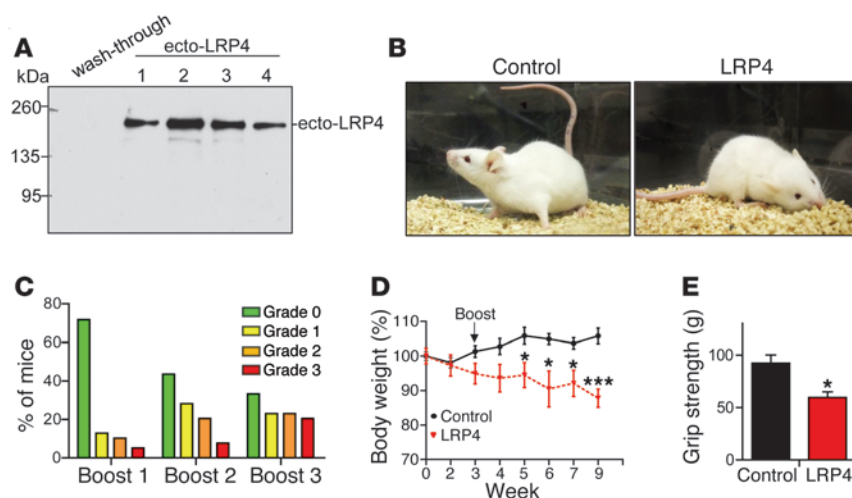 A
wash-through
ecto-LRP4
kDa
1 2 3 4
260
135
95
-ecto-LRP4
B
Control
LRP4
C
% of mice
80
60
40
20
0
Grade 0
Grade 1
Grade 2
Grade 3
Boost 1 Boost 2 Boost 3
D
Body weight (%)
110
100
90
80
70
Boost
* * * ***
Control
LRP4
0 2 3 4 5 6 7 9
Week
E
Grip strength (g)
100
50
0
*
Control LRP4